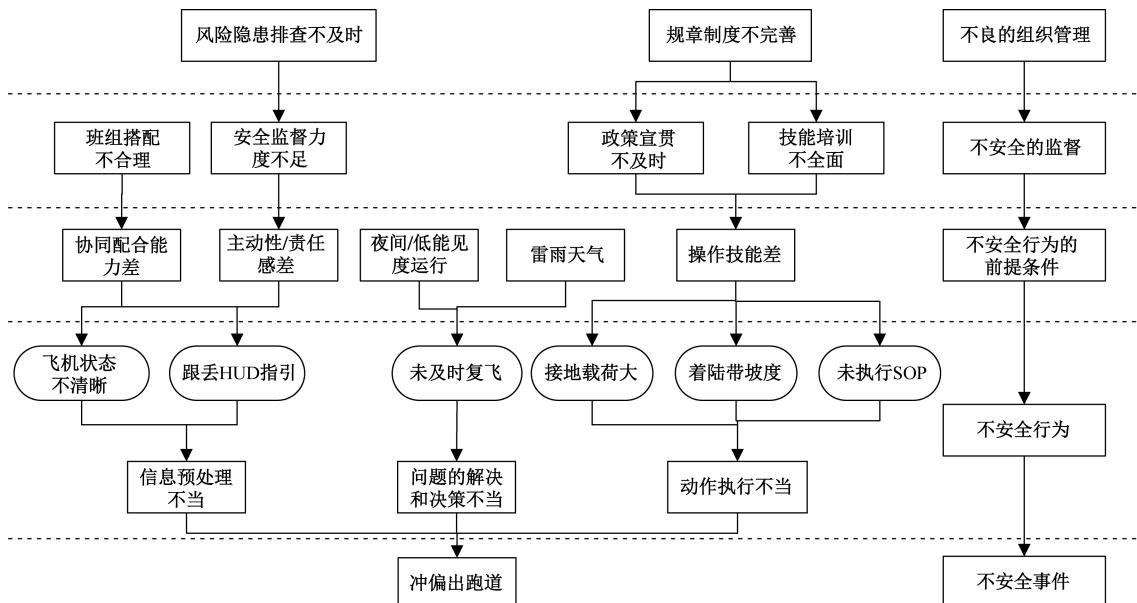 风险隐患排查不及时
规章制度不完善
不良的组织管理
班组搭配
不合理
安全监督力
度不足
政策宣贯
不及时
技能培训
不全面
不安全的监督
协同配合能
力差
主动性/责任
感差
夜间/低能见
度运行
雷雨天气
操作技能差
不安全行为的
前提条件
飞机状态
不清晰
跟丢HUD指引
未及时复飞
接地载荷大
着陆带坡度
未执行SOP
不安全行为
信息预处理
不当
问题的解决
和决策不当
动作执行不当
冲偏出跑道
不安全事件